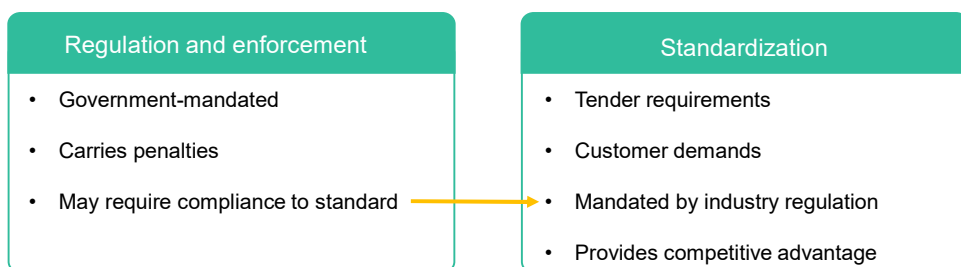 Regulation and enforcement
• Government-mandated
• Carries penalties
• May require compliance to standard
Standardization
• Tender requirements
• Customer demands
• Mandated by industry regulation
• Provides competitive advantage